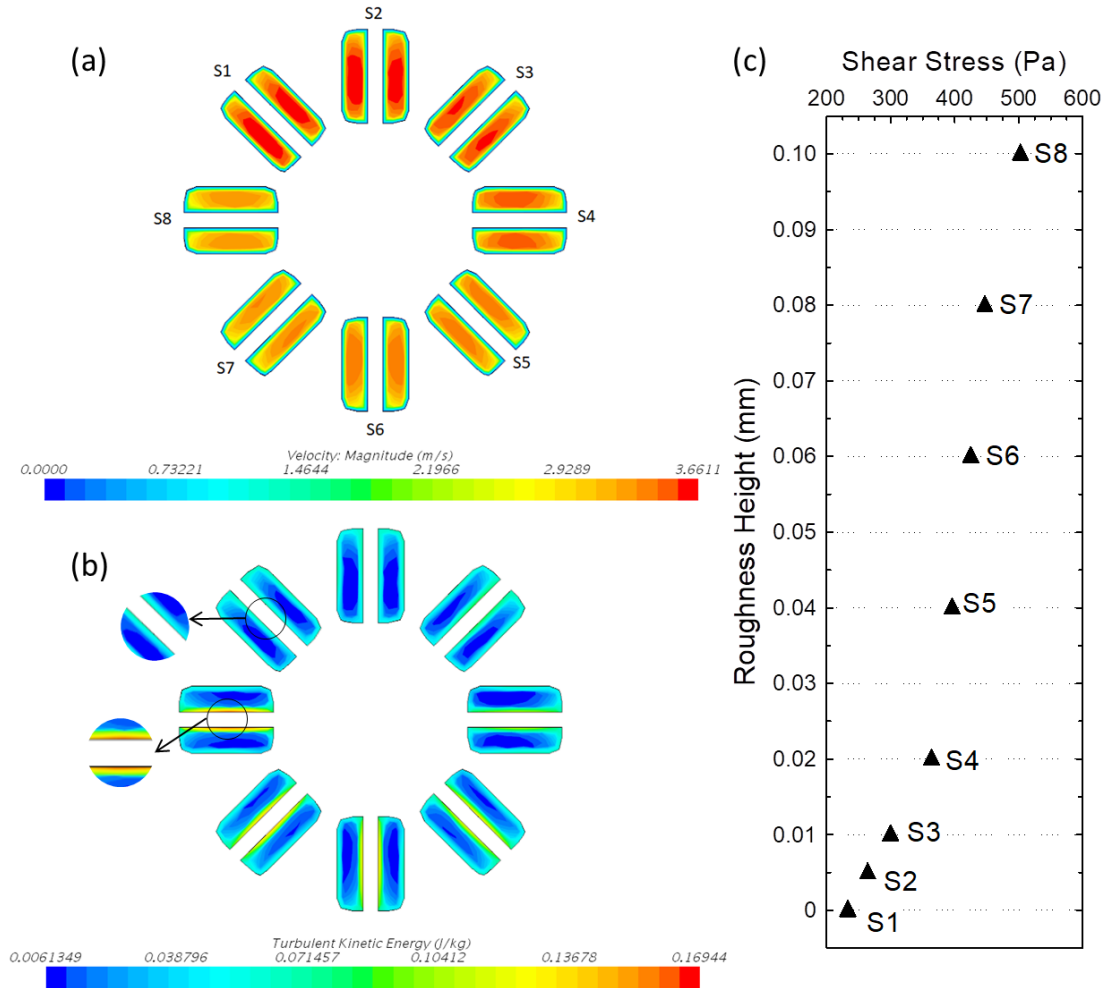 (a)
S2
S1
S3
S8
S4
S7
S5
S6
Velocity: Magnitude (m/s)
0.0000 0.73221 1.4644 2.1966 2.9289 3.6611
(b)
Turbulent Kinetic Energy (J/kg)
0.0061349 0.038796 0.071457 0.10412 0.13678 0.16944
(c)
Shear Stress (Pa)
200 300 400 500 600
Roughness Height (mm)
0.10
0.09
0.08
0.07
0.06
0.05
0.04
0.03
0.02
0.01
0
S8
S7
S6
S5
S4
S3
S2
S1